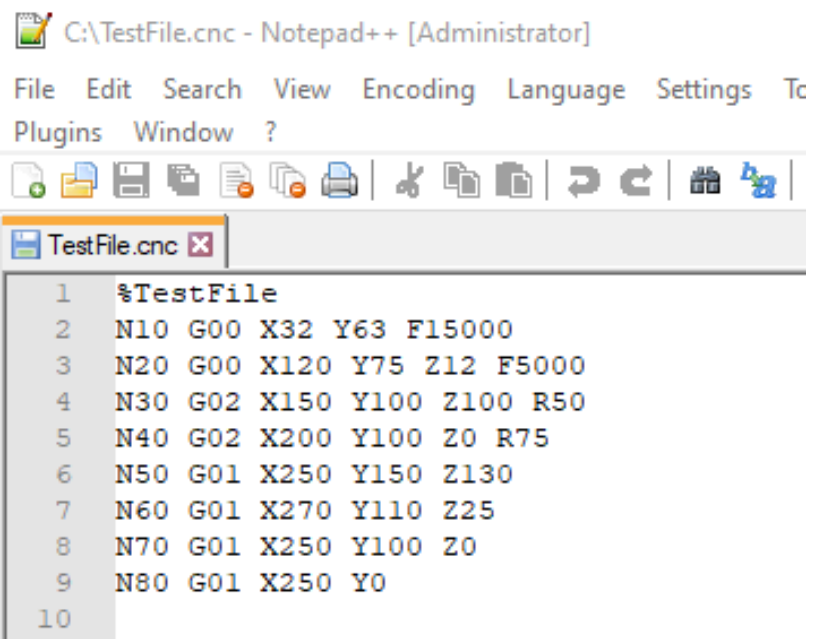 C:\TestFile.cnc - Notepad++ [Administrator]
File Edit Search View Encoding Language Settings To
Plugins Window ?
TestFile.cnc
1 %TestFile
2 N10 G00 X32 Y63 F15000
3 N20 G00 X120 Y75 Z12 F5000
4 N30 G02 X150 Y100 Z100 R50
5 N40 G02 X200 Y100 Z0 R75
6 N50 G01 X250 Y150 Z130
7 N60 G01 X270 Y110 Z25
8 N70 G01 X250 Y100 Z0
9 N80 G01 X250 Y0
10